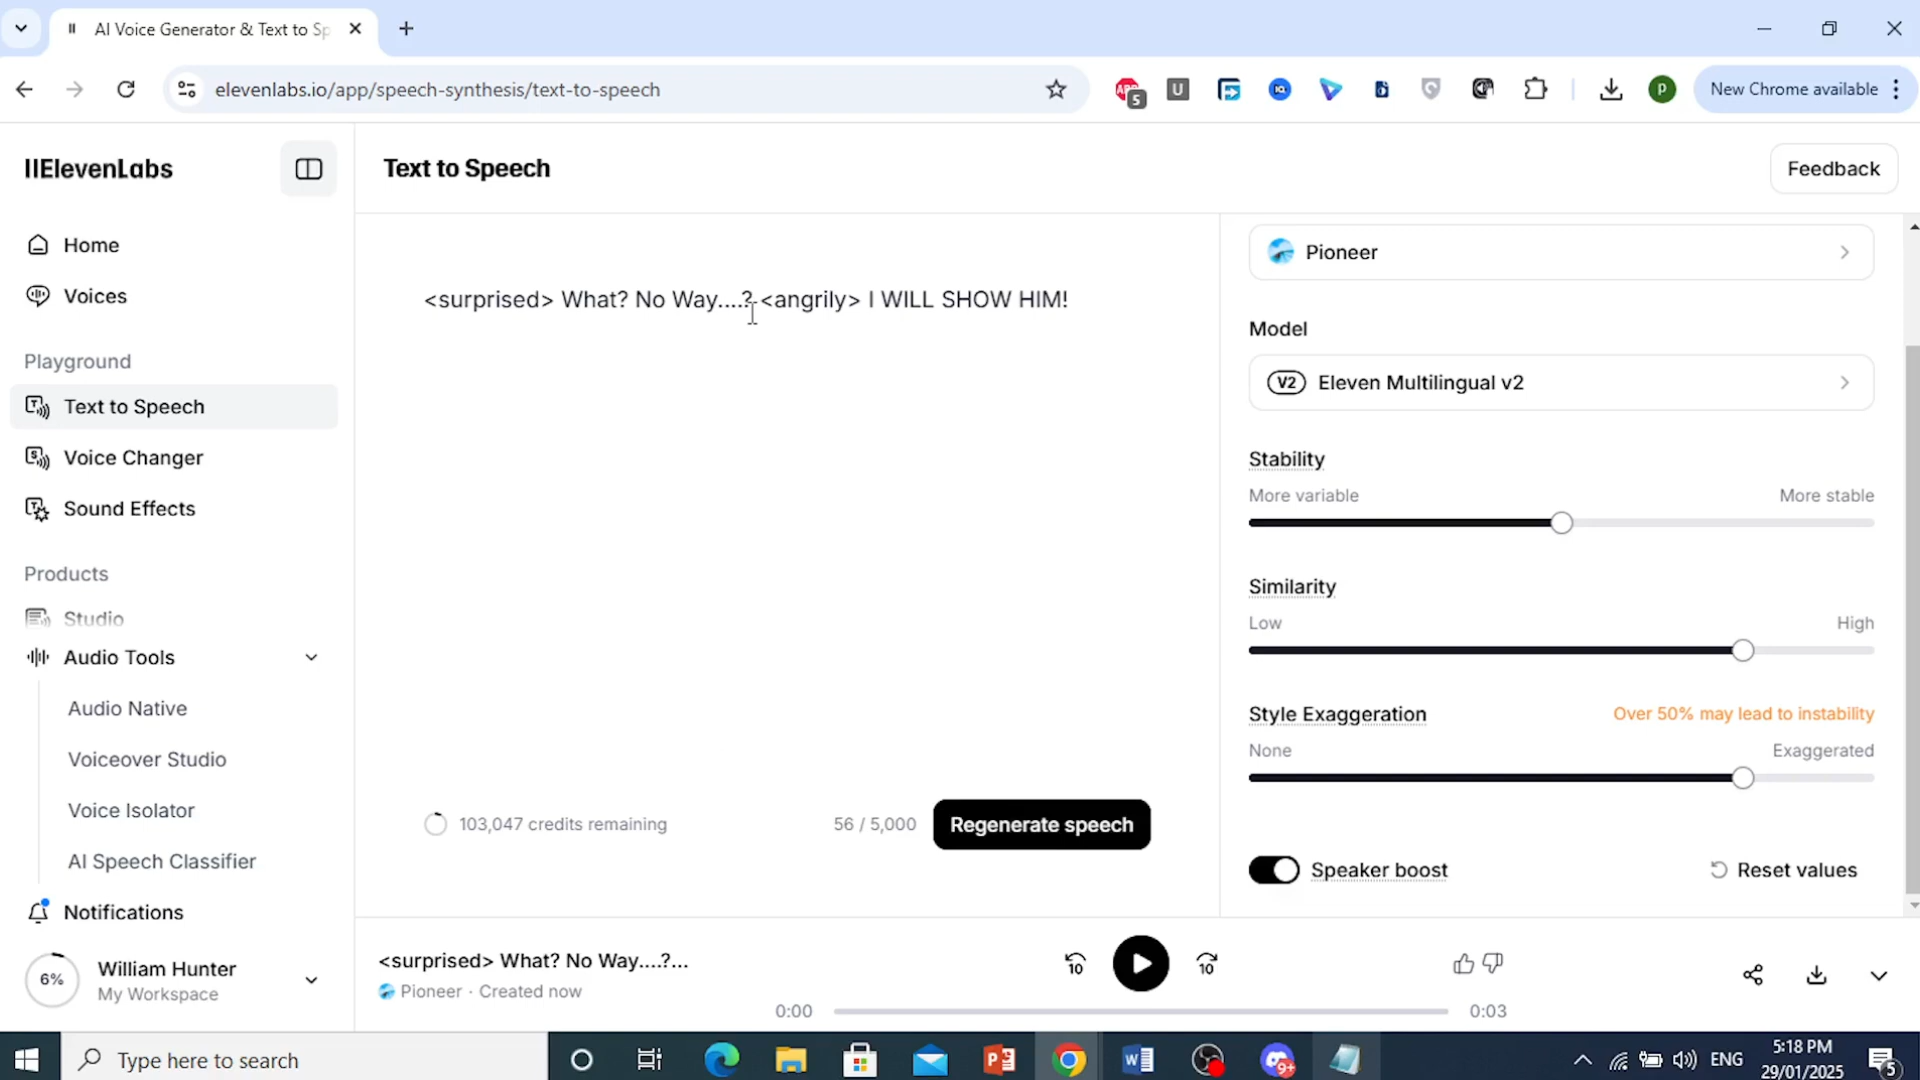 AI Voice Generator & Text to Sp
elevenlabs.io/app/speech-synthesis/text-to-speech
5
U
P
New Chrome available
IIElevenLabs
Text to Speech
Feedback
Home
Voices
Playground
Text to Speech
Voice Changer
Sound Effects
Products
Studio
Audio Tools
Audio Native
Voiceover Studio
Voice Isolator
AI Speech Classifier
Notifications
6%
William Hunter
My Workspace
<surprised> What? No Way....? <angrily> I WILL SHOW HIM!
103,047 credits remaining
56 / 5,000
Regenerate speech
Pioneer
Model
V2 Eleven Multilingual v2
Stability
More variable
More stable
Similarity
Low
High
Style Exaggeration
Over 50% may lead to instability
None
Exaggerated
Speaker boost
Reset values
<surprised> What? No Way....?...
Pioneer · Created now
10
10
0:00
0:03
Type here to search
9+
ENG
5:18 PM
29/01/2025
5